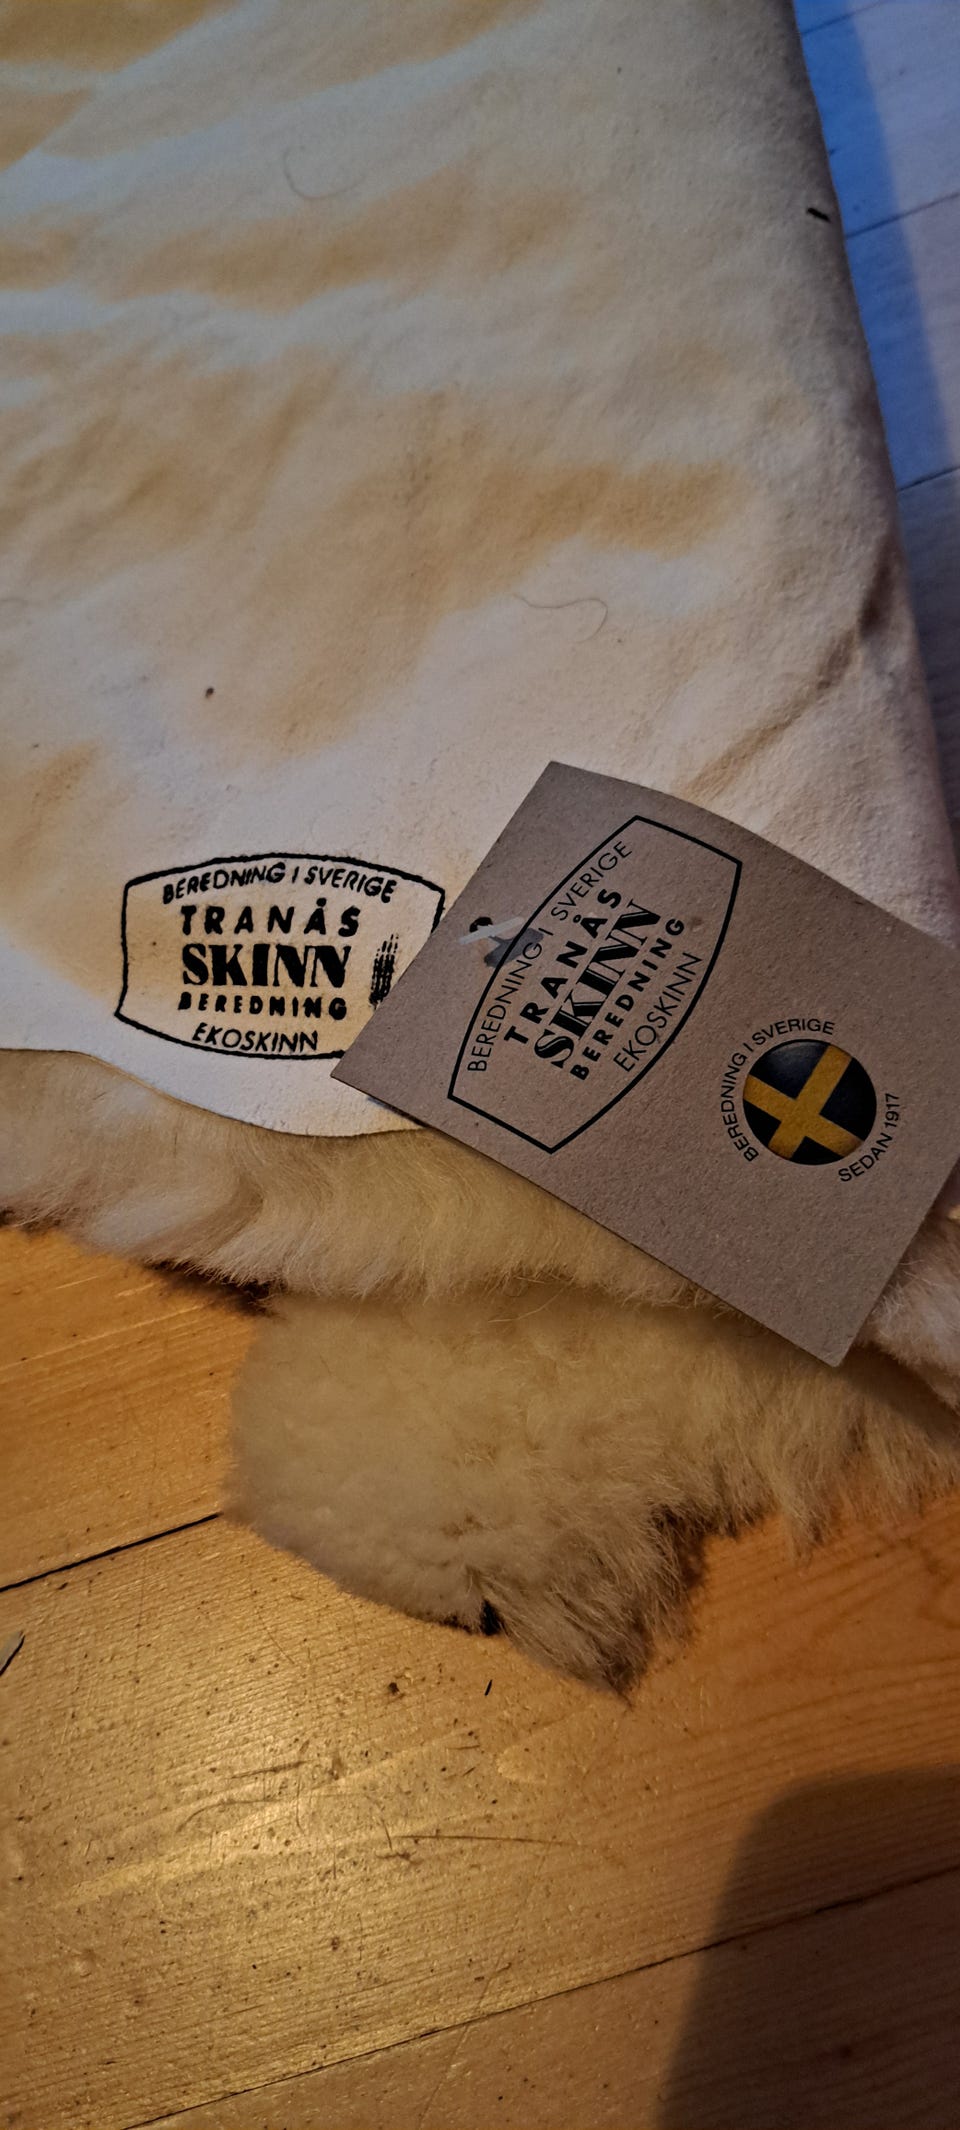 BEREDNING I SVERIGE
TRANÅS
SKINN
BEREDNING
EKOSKINN
BEREDNING I SVERIGE
TRANÅS
SKINN
BEREDNING
EKOSKINN
BEREDNING I SVERIGE
SEDAN 1917